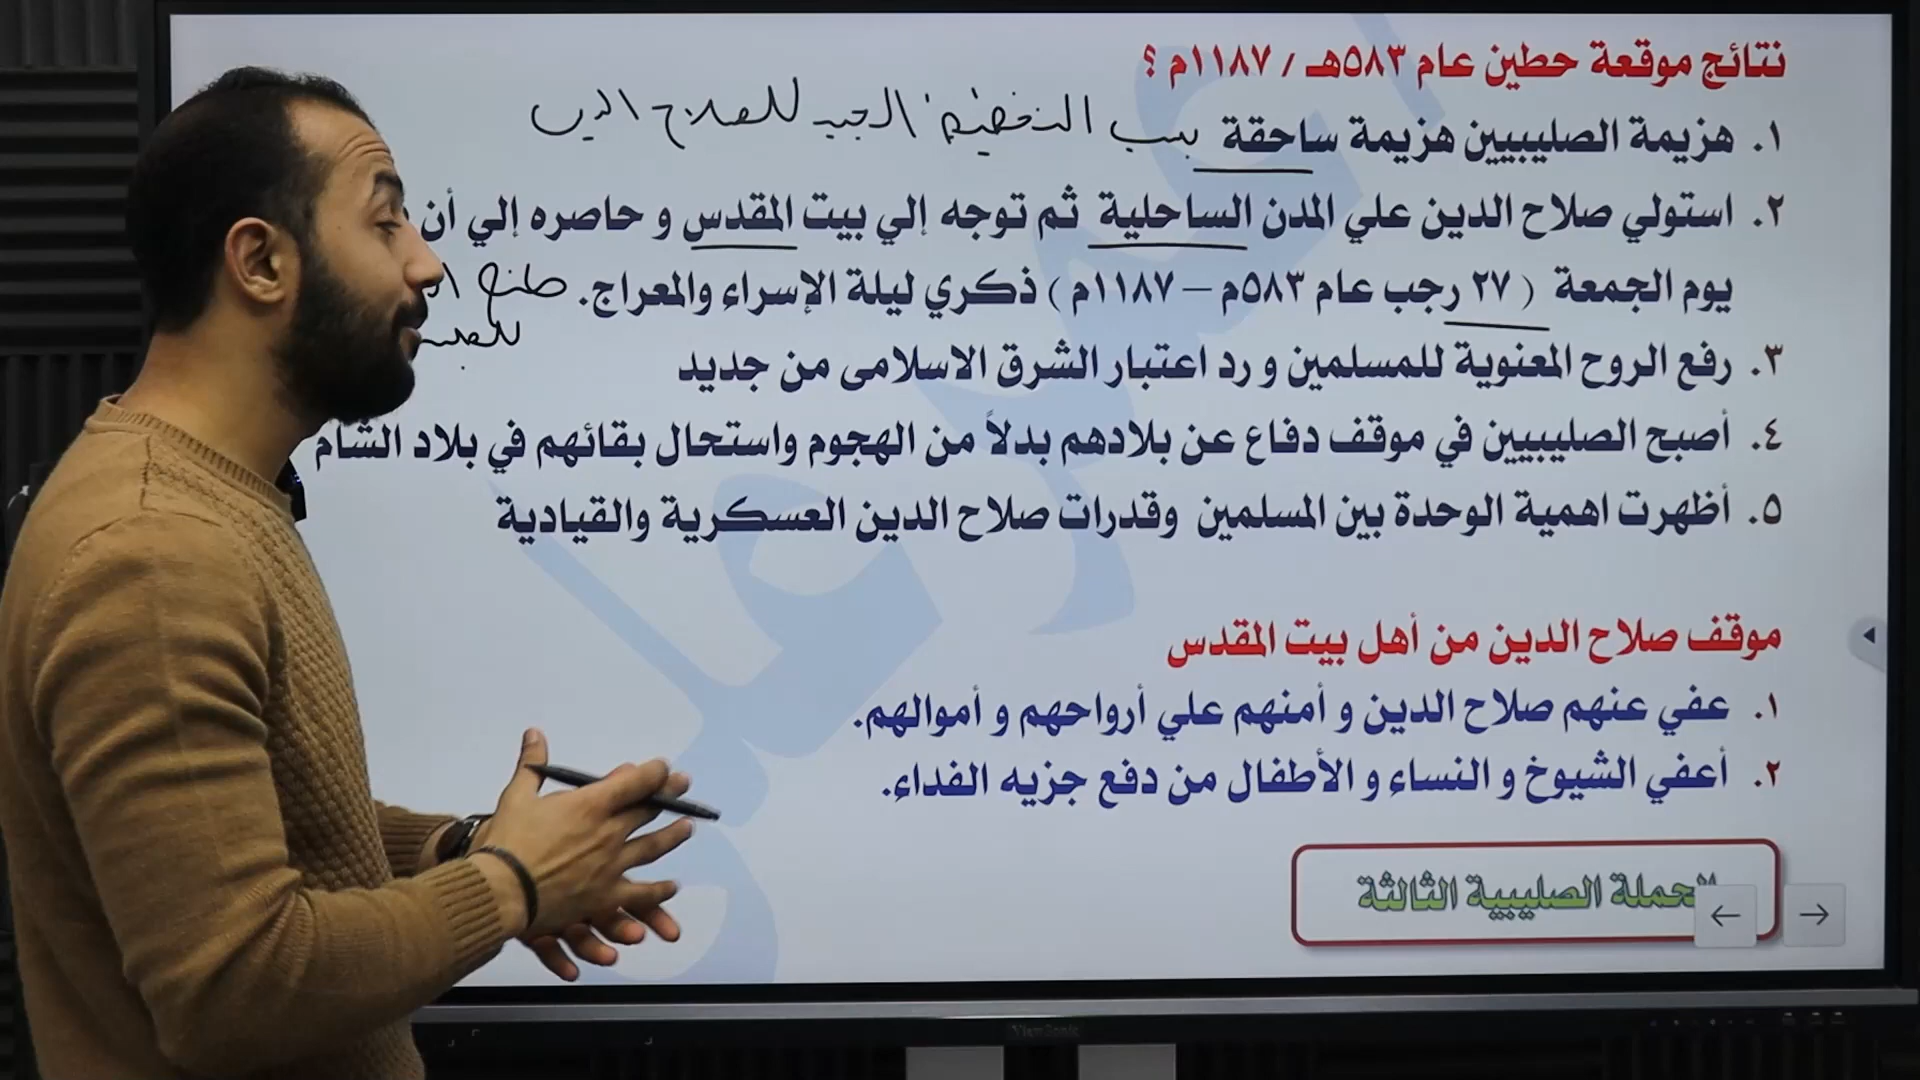 نتائج موقعة حطين عام ٥٨٣هـ / ١١٨٧م ؟
١. هزيمة الصليبيين هزيمة ساحقة بسبب التخطيط الجيد للصلاح الدين
٢. استولي صلاح الدين علي المدن الساحلية ثم توجه إلي بيت المقدس و حاصره إلي أن
يوم الجمعة ( ٢٧ رجب عام ٥٨٣م – ١١٨٧م ) ذكري ليلة الإسراء والمعراج.
٣. رفع الروح المعنوية للمسلمين و رد اعتبار الشرق الاسلامى من جديد
٤. أصبح الصليبيين في موقف دفاع عن بلادهم بدلاً من الهجوم واستحال بقائهم في بلاد الشام
٥. أظهرت اهمية الوحدة بين المسلمين وقدرات صلاح الدين العسكرية والقيادية
موقف صلاح الدين من أهل بيت المقدس
١. عفي عنهم صلاح الدين و أمنهم علي أرواحهم و أموالهم.
٢. أعفي الشيوخ و النساء و الأطفال من دفع جزيه الفداء.
الحملة الصليبية الثالثة
ViewSonic